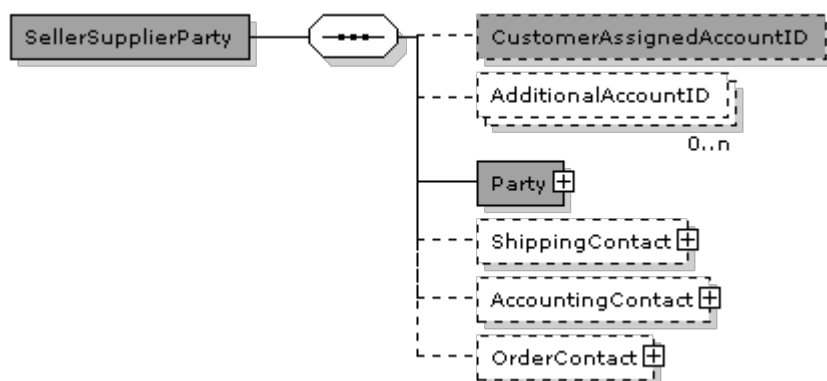 SellerSupplierParty
CustomerAssignedAccountID
AdditionalAccountID
0..n
Party
ShippingContact
AccountingContact
OrderContact